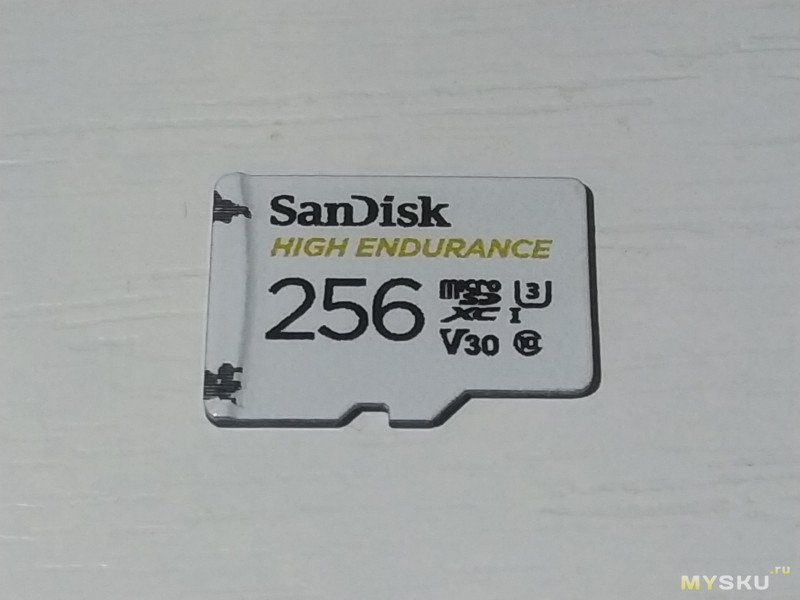 SanDisk
HIGH ENDURANCE
256
micro SD XC I U3
V30 10
MYSKU.ru